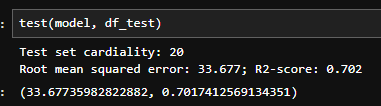 : test(model, df_test)
Test set cardiality: 20
Root mean squared error: 33.677; R2-score: 0.702
: (33.67735982822882, 0.7017412569134351)